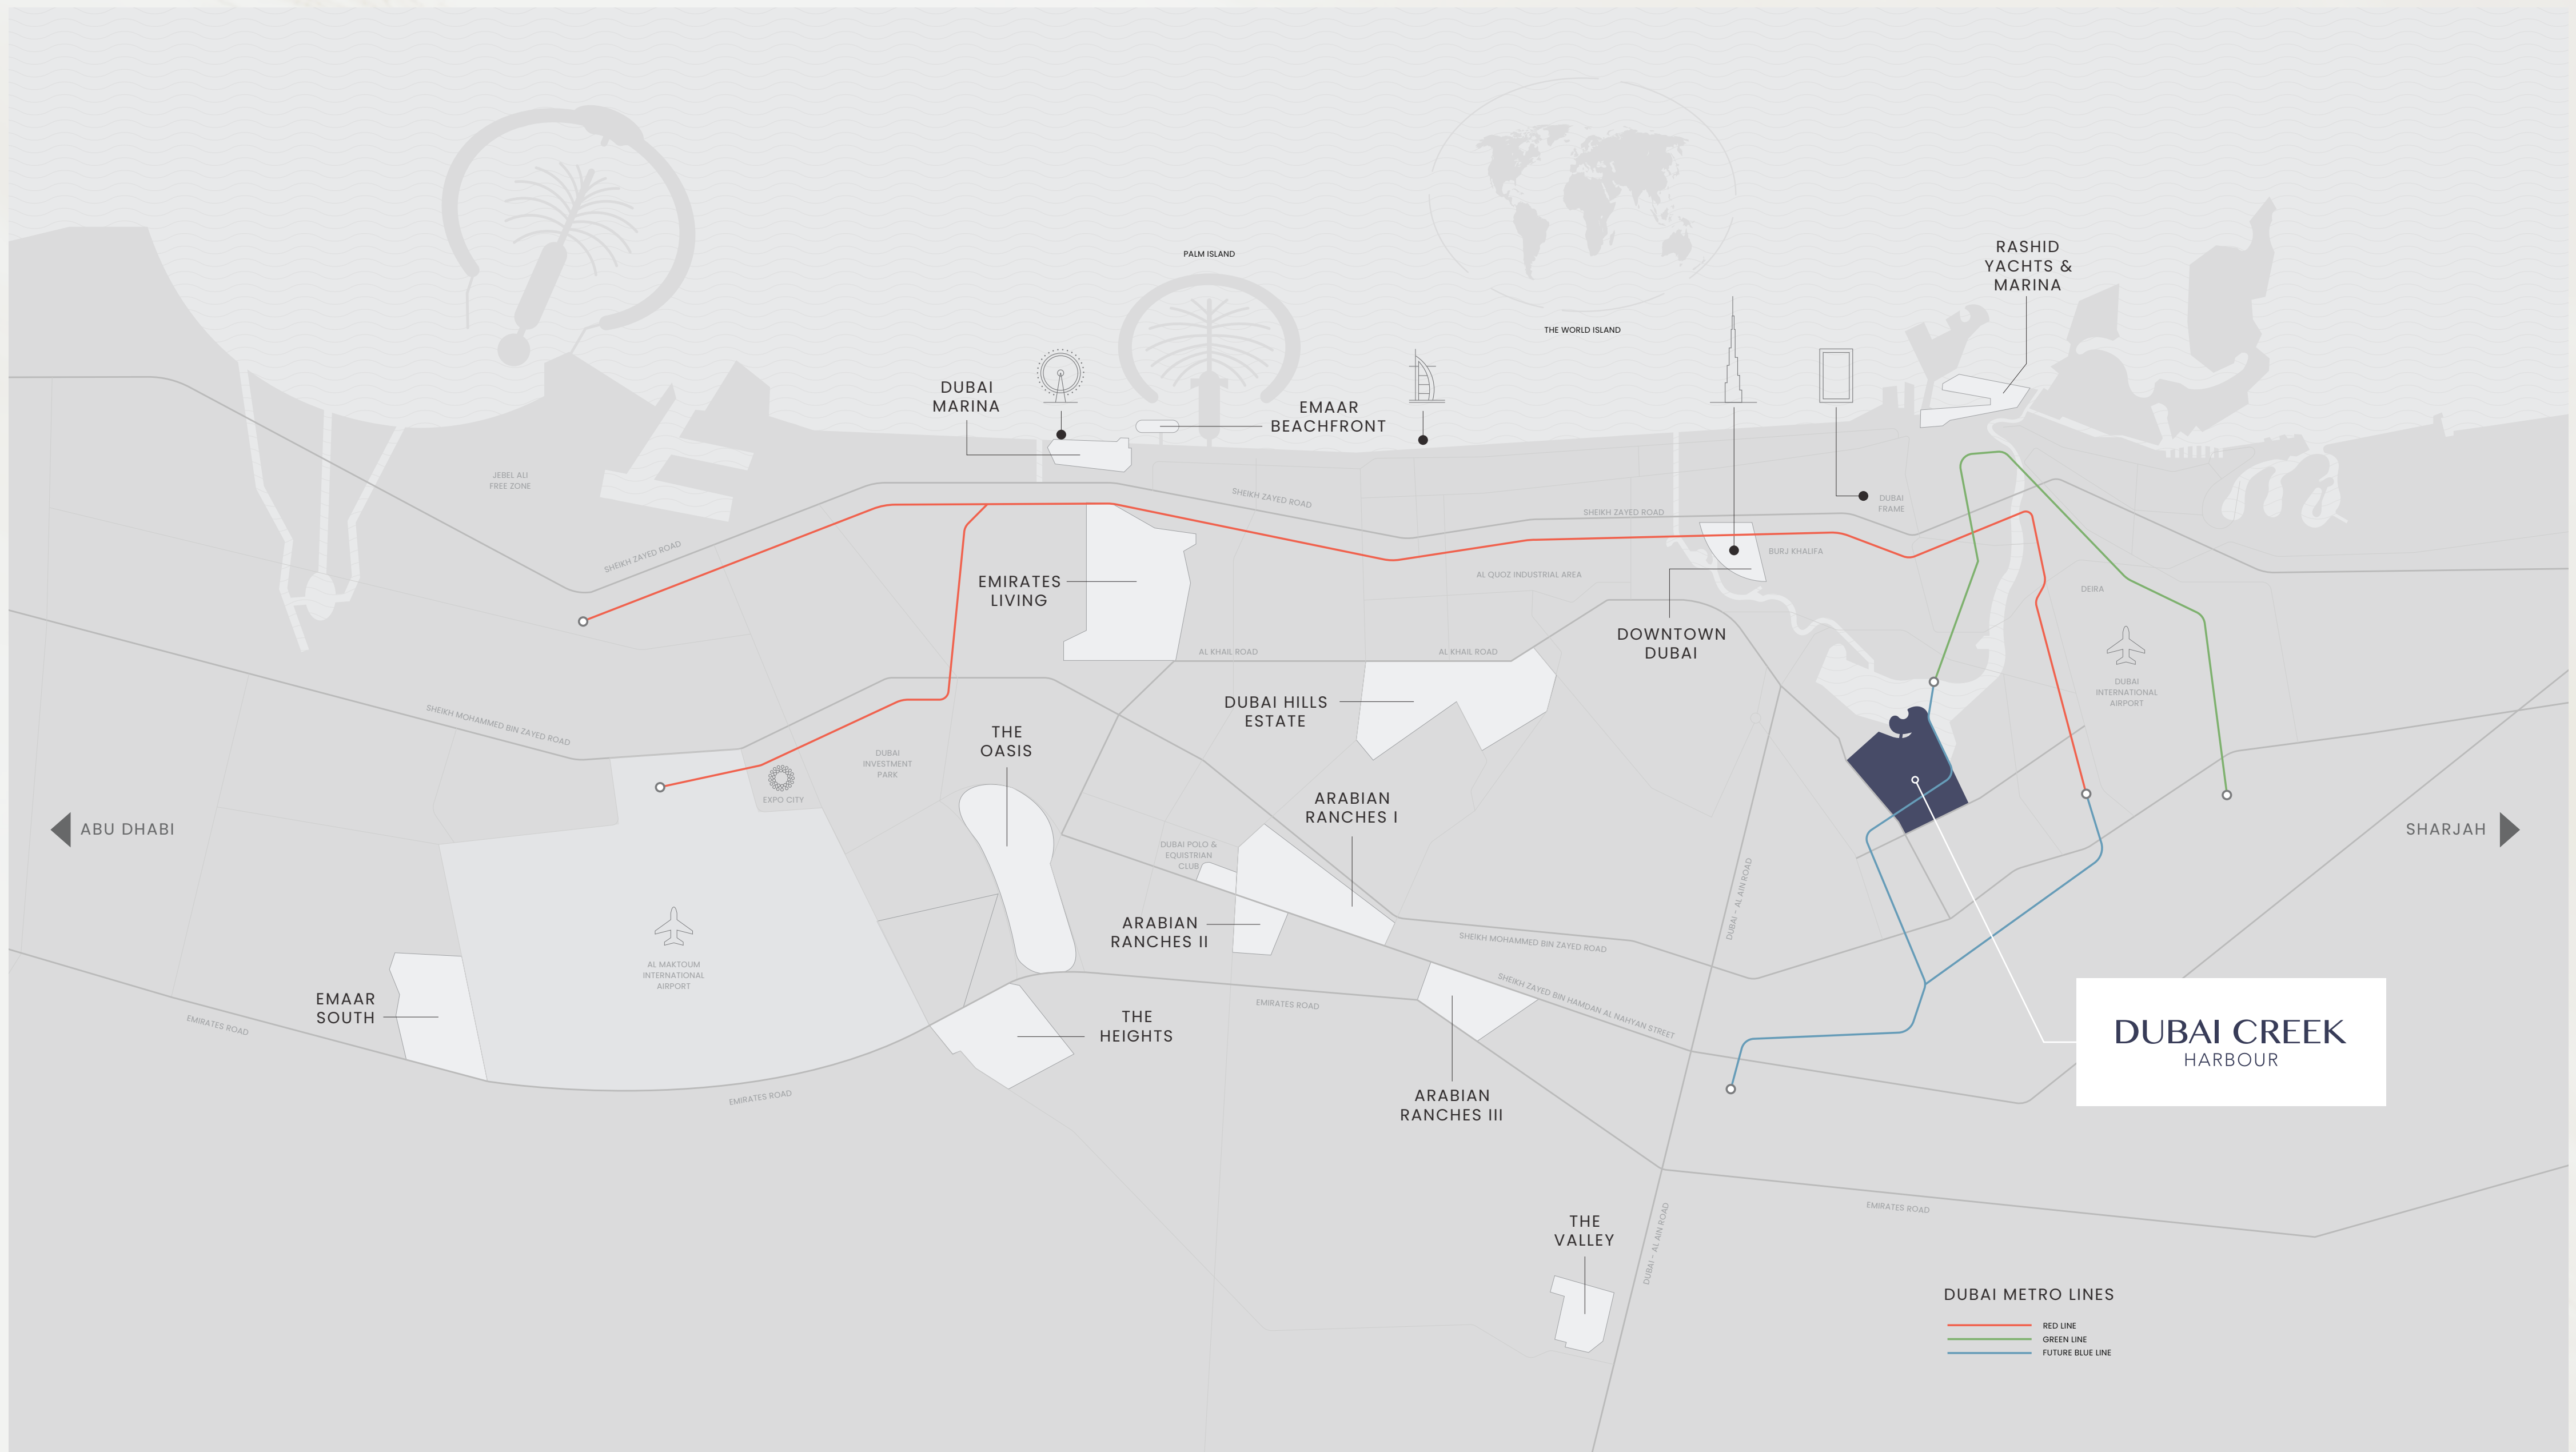 PALM ISLAND
THE WORLD ISLAND
RASHID
YACHTS &
MARINA
DUBAI
MARINA
EMAAR
BEACHFRONT
JEBEL ALI
FREE ZONE
SHEIKH ZAYED ROAD
SHEIKH ZAYED ROAD
SHEIKH ZAYED ROAD
DUBAI
FRAME
BURJ KHALIFA
AL QUOZ INDUSTRIAL AREA
DEIRA
EMIRATES
LIVING
DOWNTOWN
DUBAI
AL KHAIL ROAD
AL KHAIL ROAD
DUBAI
INTERNATIONAL
AIRPORT
DUBAI HILLS
ESTATE
SHEIKH MOHAMMED BIN ZAYED ROAD
THE
OASIS
DUBAI
INVESTMENT
PARK
EXPO CITY
ARABIAN
RANCHES I
ABU DHABI
SHARJAH
DUBAI POLO &
EQUISTRIAN
CLUB
DUBAI - AL AIN ROAD
ARABIAN
RANCHES II
SHEIKH MOHAMMED BIN ZAYED ROAD
AL MAKTOUM
INTERNATIONAL
AIRPORT
SHEIKH ZAYED BIN HAMDAN AL NAHYAN STREET
EMAAR
SOUTH
EMIRATES ROAD
EMIRATES ROAD
THE
HEIGHTS
DUBAI CREEK
HARBOUR
EMIRATES ROAD
ARABIAN
RANCHES III
EMIRATES ROAD
THE
VALLEY
DUBAI - AL AIN ROAD
DUBAI METRO LINES
RED LINE
GREEN LINE
FUTURE BLUE LINE